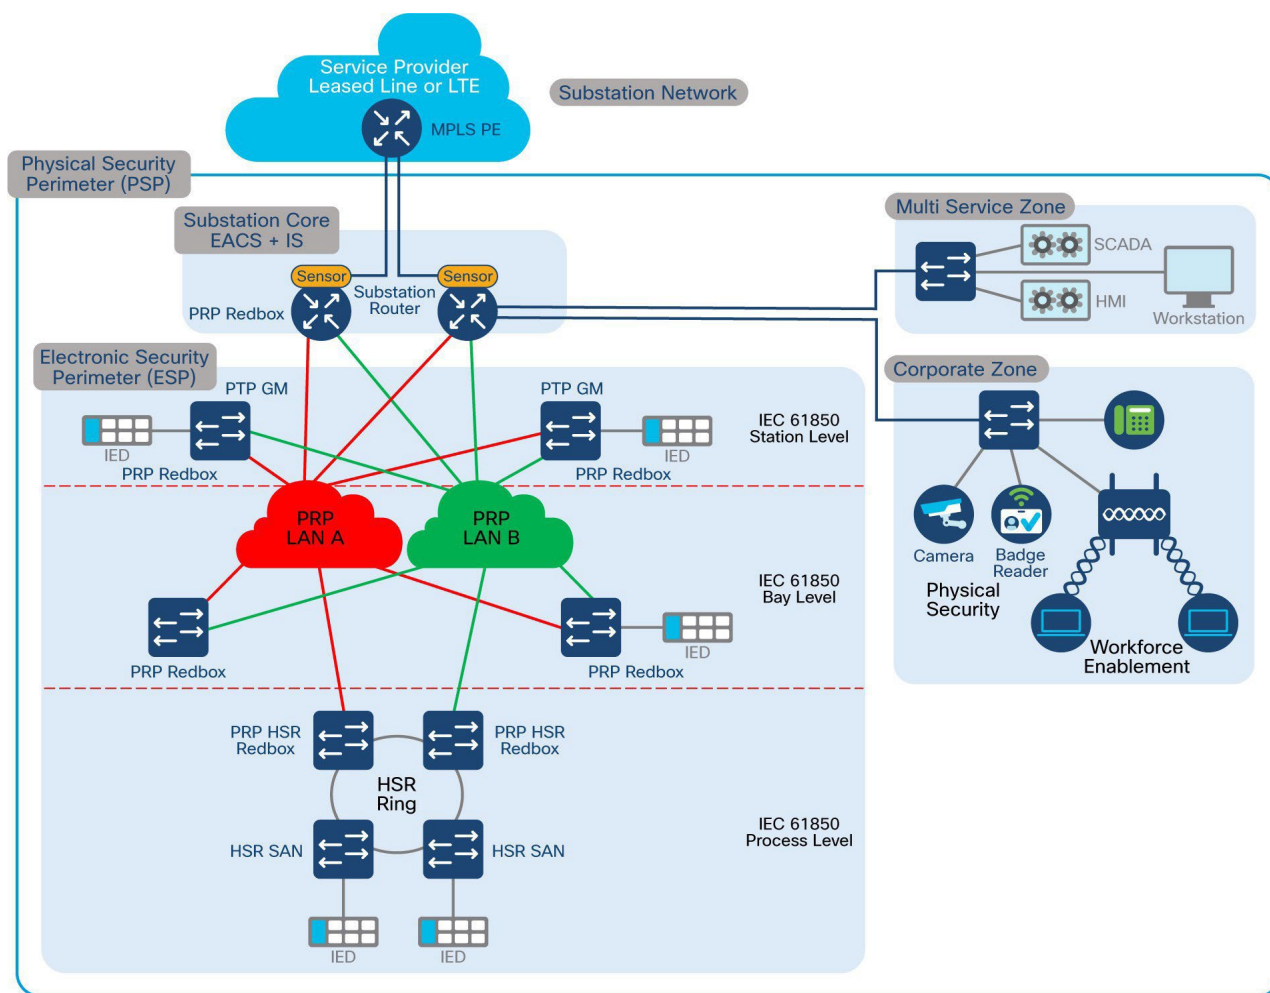 Service Provider
Leased Line or LTE
MPLS PE
Substation Network
Physical Security
Perimeter (PSP)
Substation Core
EACS + IS
Sensor
Sensor
Substation
Router
PRP Redbox
Multi Service Zone
SCADA
HMI
Workstation
Electronic Security
Perimeter (ESP)
PTP GM
PTP GM
IED
PRP Redbox
PRP Redbox
IED
IEC 61850
Station Level
Corporate Zone
Camera
Badge
Reader
Physical
Security
Workforce
Enablement
PRP
LAN A
PRP
LAN B
IEC 61850
Bay Level
PRP Redbox
PRP Redbox
IED
PRP HSR
Redbox
PRP HSR
Redbox
HSR
Ring
HSR SAN
HSR SAN
IEC 61850
Process Level
IED
IED